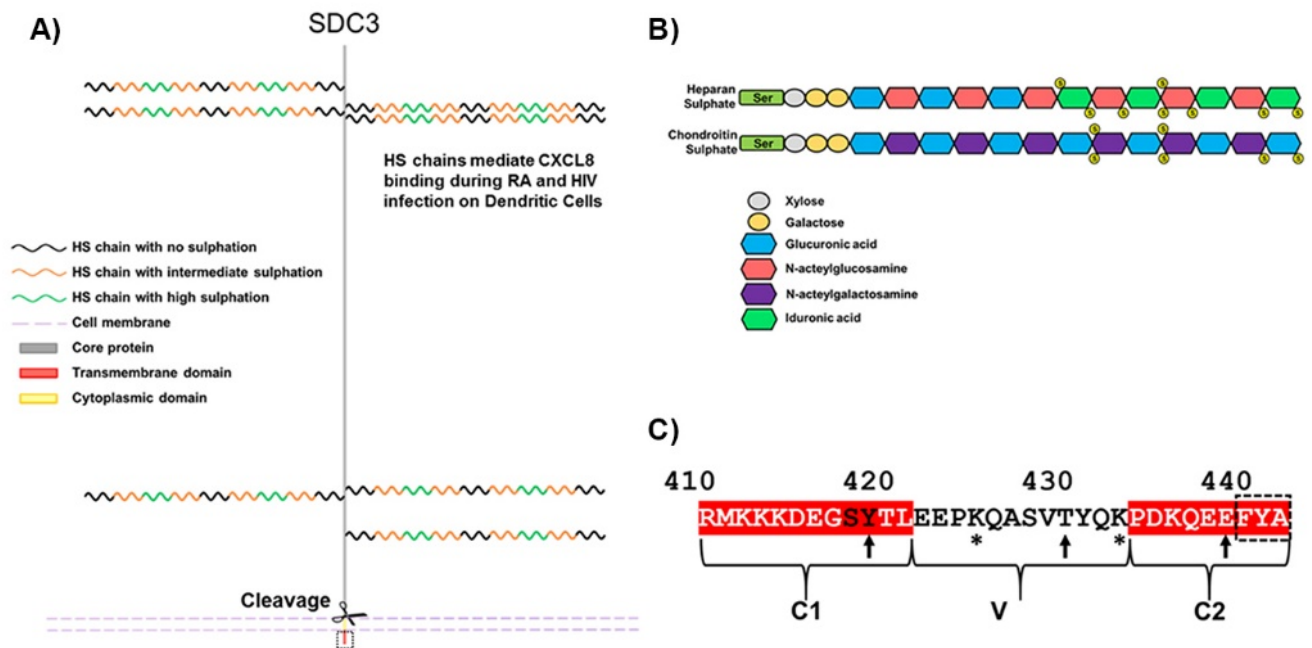 A)
SDC3
HS chains mediate CXCL8
binding during RA and HIV
infection on Dendritic Cells
HS chain with no sulphation
HS chain with intermediate sulphation
HS chain with high sulphation
Cell membrane
Core protein
Transmembrane domain
Cytoplasmic domain
Cleavage
B)
Heparan
Sulphate
Ser
S S
S S S S S S
Chondroitin
Sulphate
Ser
S S
S S S S
Xylose
Galactose
Glucuronic acid
N-acteylglucosamine
N-acteylgalactosamine
Iduronic acid
C)
410 420 430 440
RMKKKDEGSYTLEEPKQASVTYQKPDKQEEFYA
* *
C1 V C2